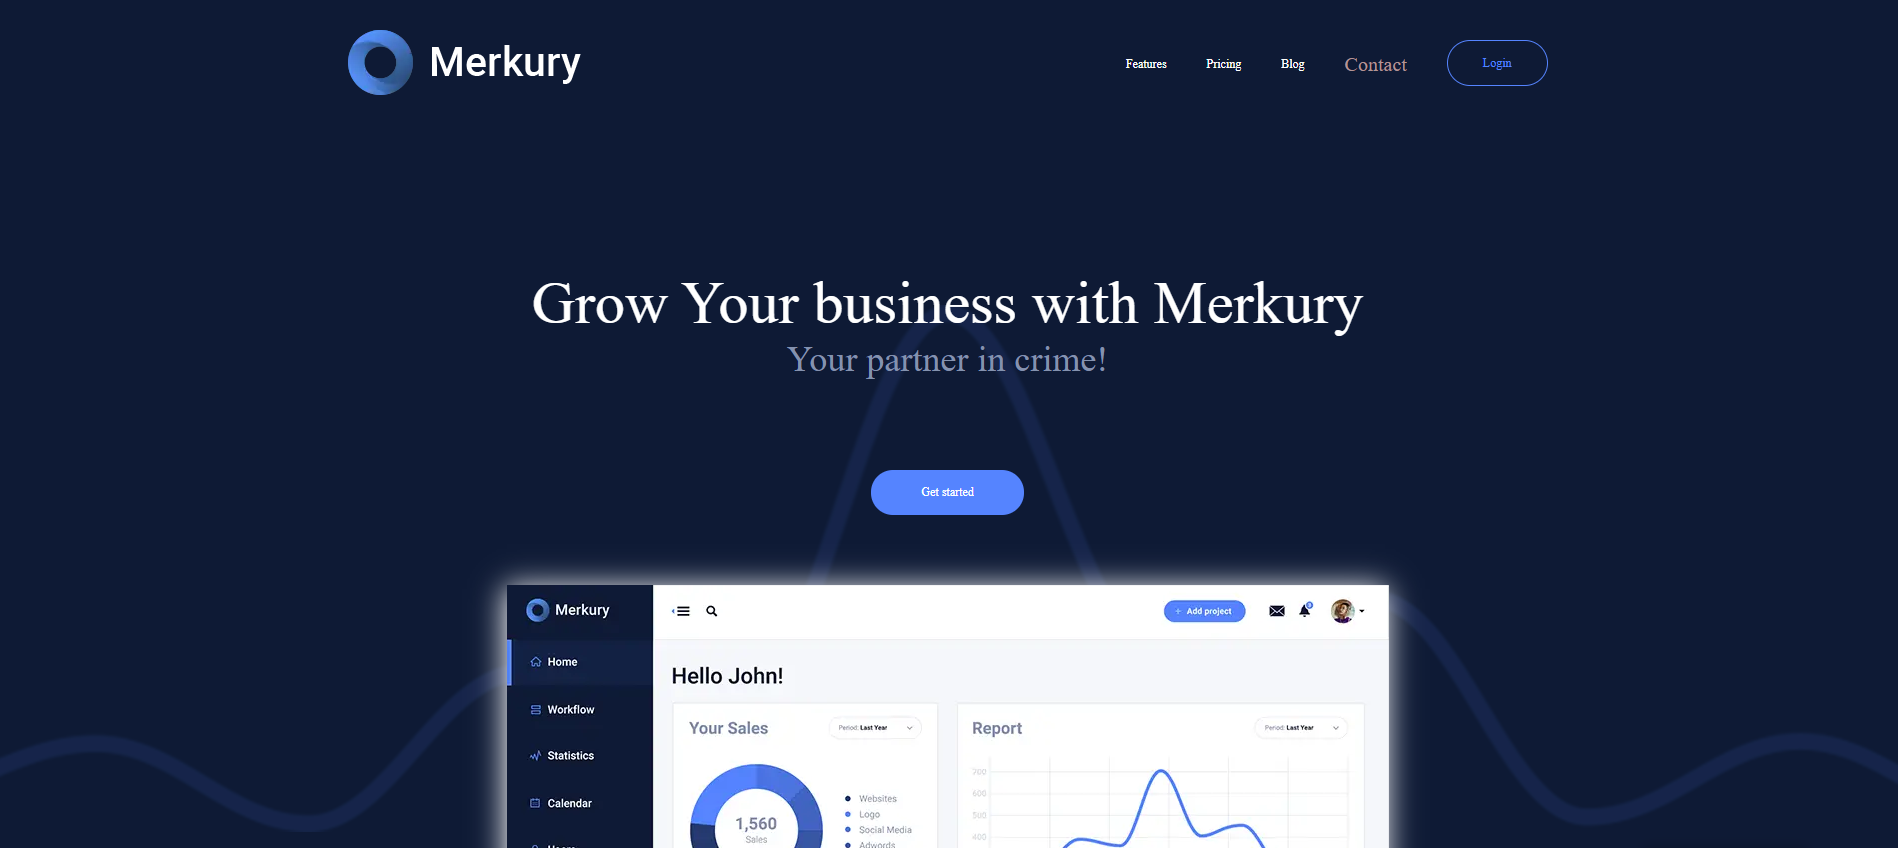 Merkury
Features
Pricing
Blog
Contact
Login
Grow Your business with Merkury
Your partner in crime!
Get started
Merkury
+ Add project
Home
Workflow
Statistics
Calendar
Users
Hello John!
Your Sales
Period: Last Year
1,560
Sales
Websites
Logo
Social Media
Adwords
Report
Period: Last Year
700
600
500
400